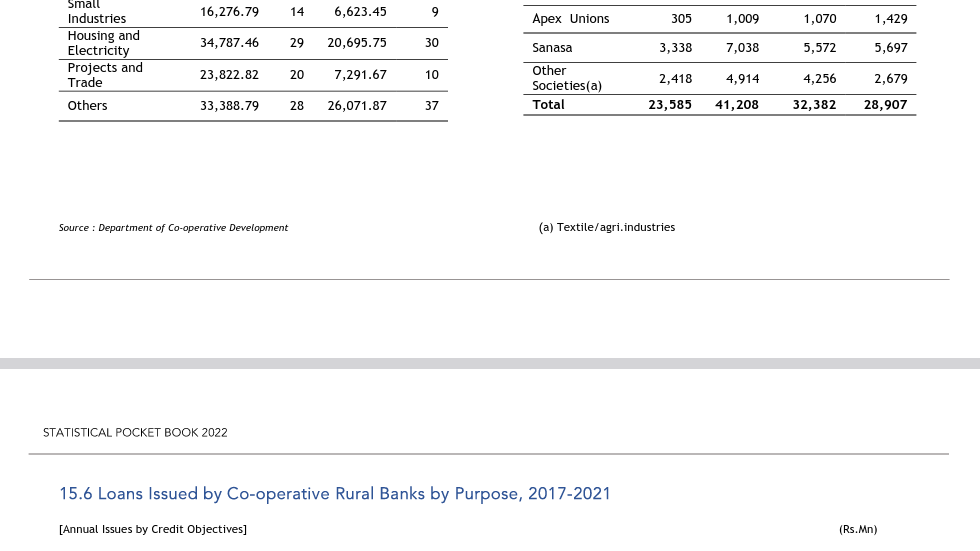 Small
Industries 16,276.79 14 6,623.45 9
Housing and
Electricity 34,787.46 29 20,695.75 30
Projects and
Trade 23,822.82 20 7,291.67 10
Others 33,388.79 28 26,071.87 37
Apex Unions 305 1,009 1,070 1,429
Sanasa 3,338 7,038 5,572 5,697
Other
Societies(a) 2,418 4,914 4,256 2,679
Total 23,585 41,208 32,382 28,907
Source : Department of Co-operative Development
(a) Textile/agri.industries
STATISTICAL POCKET BOOK 2022
15.6 Loans Issued by Co-operative Rural Banks by Purpose, 2017-2021
[Annual Issues by Credit Objectives] (Rs.Mn)